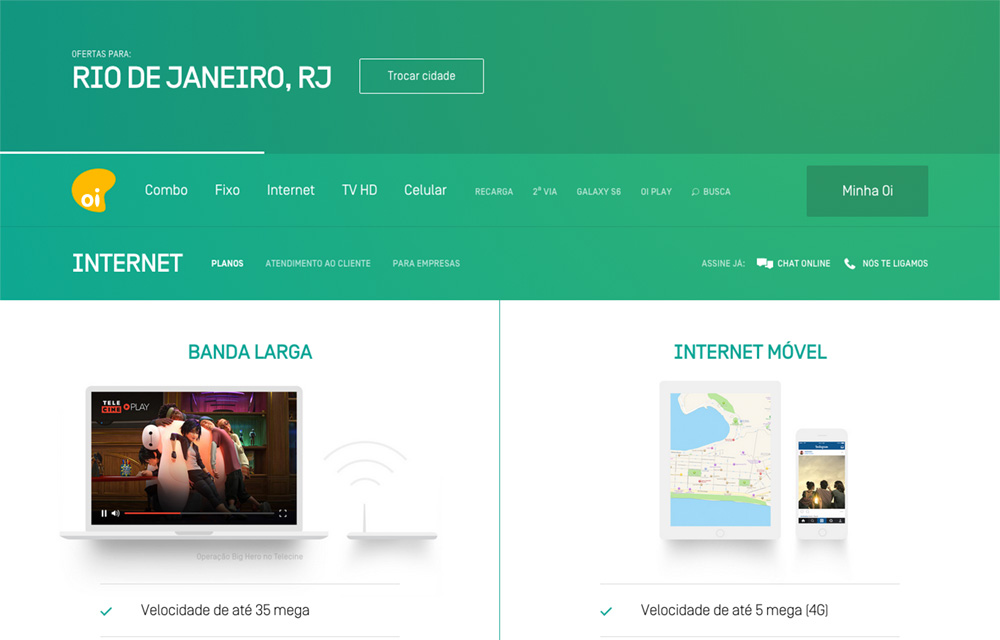 OFERTAS PARA:
RIO DE JANEIRO, RJ
Trocar cidade
oi
Combo Fixo Internet TV HD Celular RECARGA 2ª VIA GALAXY S6 OI PLAY BUSCA
Minha Oi
INTERNET PLANOS ATENDIMENTO AO CLIENTE PARA EMPRESAS ASSINE JÁ: CHAT ONLINE NÓS TE LIGAMOS
BANDA LARGA
TELE
CINE PLAY
Operação Big Hero no Telecine
Velocidade de até 35 mega
INTERNET MÓVEL
Instagram
Velocidade de até 5 mega (4G)